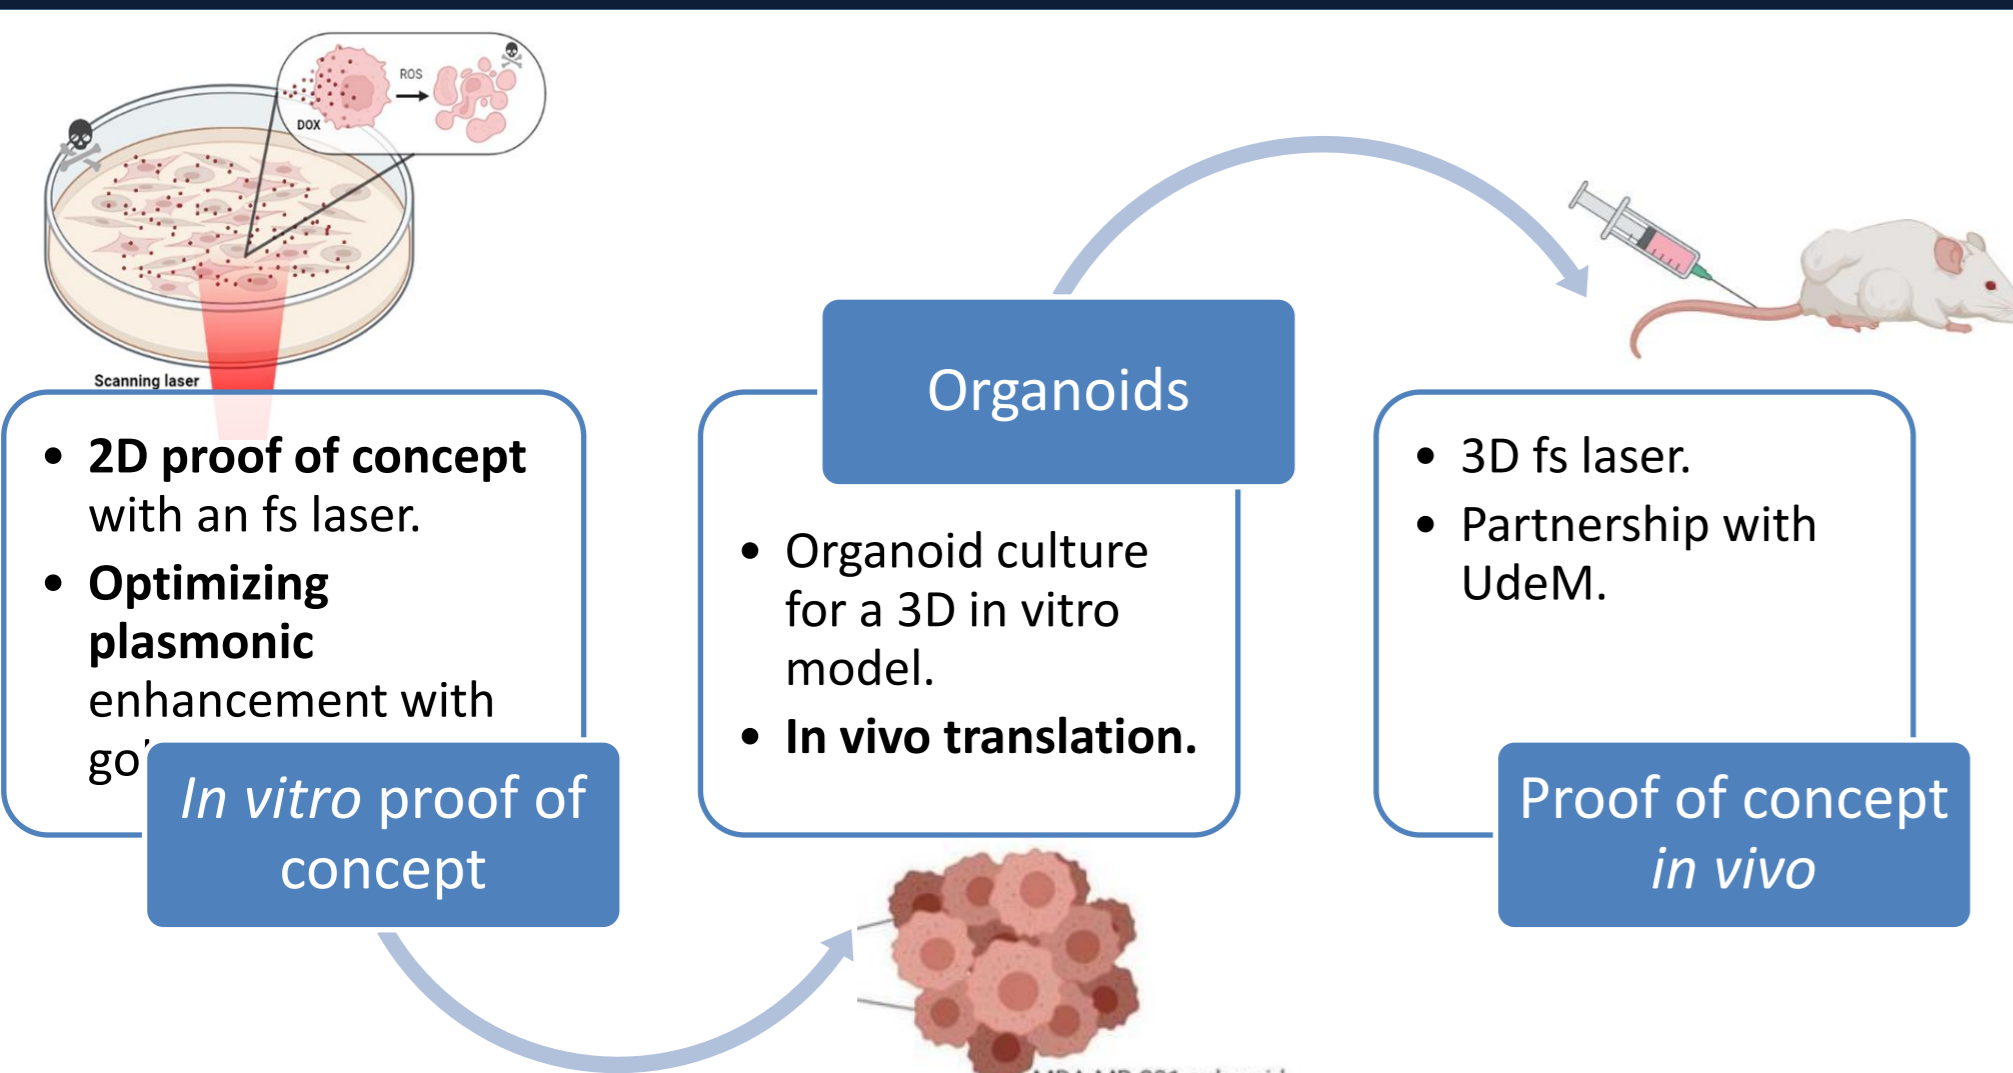 ROS
DOX
Scanning laser
• 2D proof of concept
with an fs laser.
• Optimizing
plasmonic
enhancement with
In vitro proof of
concept
Organoids
• Organoid culture
for a 3D in vitro
model.
• In vivo translation.
• 3D fs laser.
• Partnership with
UdeM.
Proof of concept
in vivo